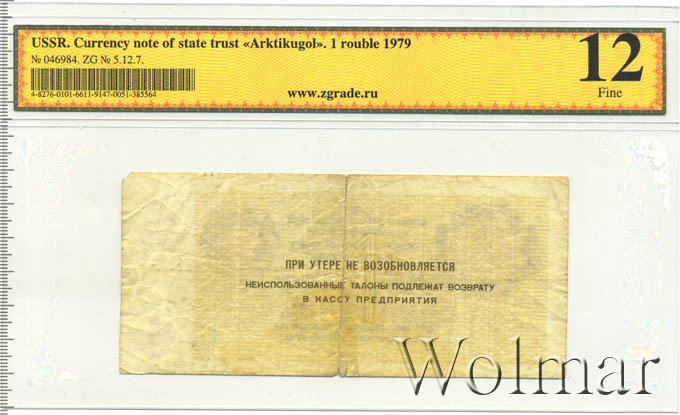 USSR. Currency note of state trust «Arktikugol». 1 rouble 1979
№ 046984. ZG № 5.12.7.
4-8276-0101-6611-9147-0051-385564
www.zgrade.ru
12
Fine
ПРИ УТЕРЕ НЕ ВОЗОБНОВЛЯЕТСЯ
НЕИСПОЛЬЗОВАННЫЕ ТАЛОНЫ ПОДЛЕЖАТ ВОЗВРАТУ
В КАССУ ПРЕДПРИЯТИЯ
Wolmar